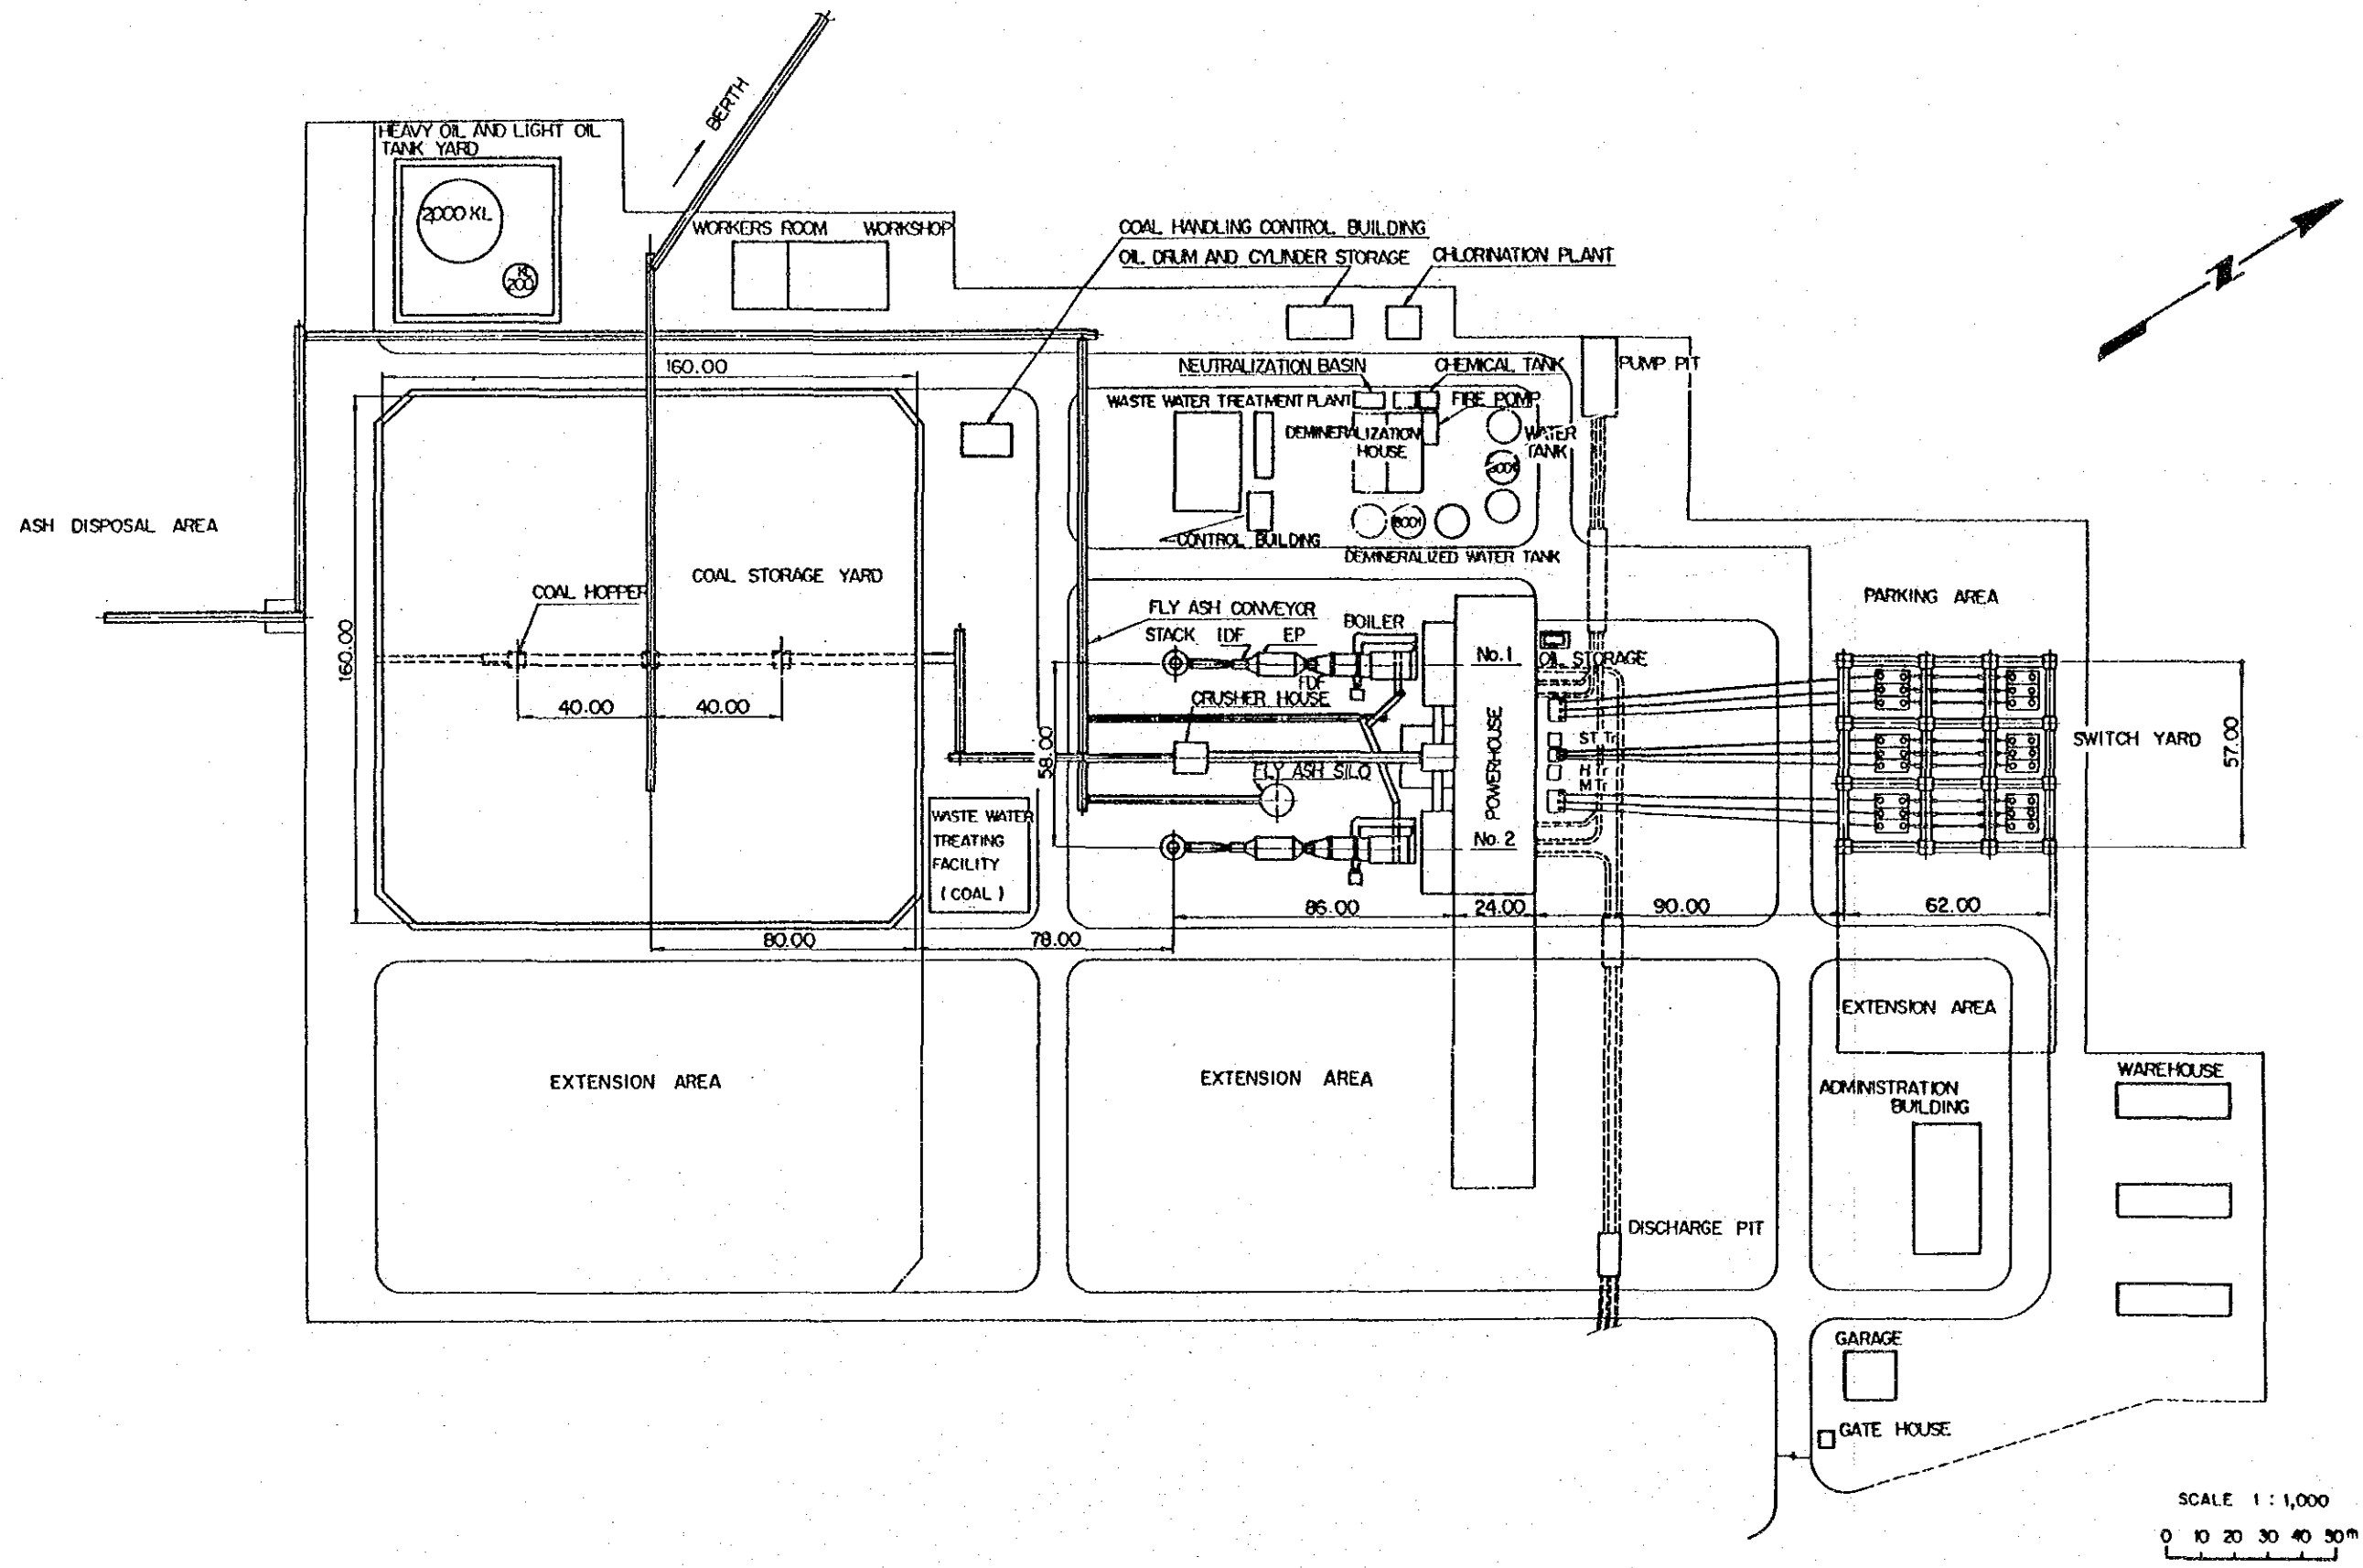 BERTH
HEAVY OIL AND LIGHT OIL
TANK YARD
2000 KL
KL
200
WORKERS ROOM
WORKSHOP
COAL HANDLING CONTROL BUILDING
OIL DRUM AND CYLINDER STORAGE
CHLORINATION PLANT
N
160.00
NEUTRALIZATION BASIN
CHEMICAL TANK
PUMP PIT
WASTE WATER TREATMENT PLANT
FIRE POMP
DEMINERALIZATION
HOUSE
WATER
TANK
CONTROL BUILDING
DEMINERALIZED WATER TANK
ASH DISPOSAL AREA
COAL HOPPER
COAL STORAGE YARD
160.00
40.00
40.00
FLY ASH CONVEYOR
STACK
IDF
EP
BOILER
FDF
CRUSHER HOUSE
58.00
FLY ASH SILO
No.1
POWERHOUSE
No.2
OIL STORAGE
ST Tr
H Tr
M Tr
PARKING AREA
SWITCH YARD
57.00
WASTE WATER
TREATING
FACILITY
(COAL)
86.00
24.00
90.00
62.00
80.00
78.00
EXTENSION AREA
EXTENSION AREA
EXTENSION AREA
ADMINISTRATION
BUILDING
WAREHOUSE
DISCHARGE PIT
GARAGE
GATE HOUSE
SCALE 1 : 1,000
0 10 20 30 40 50m